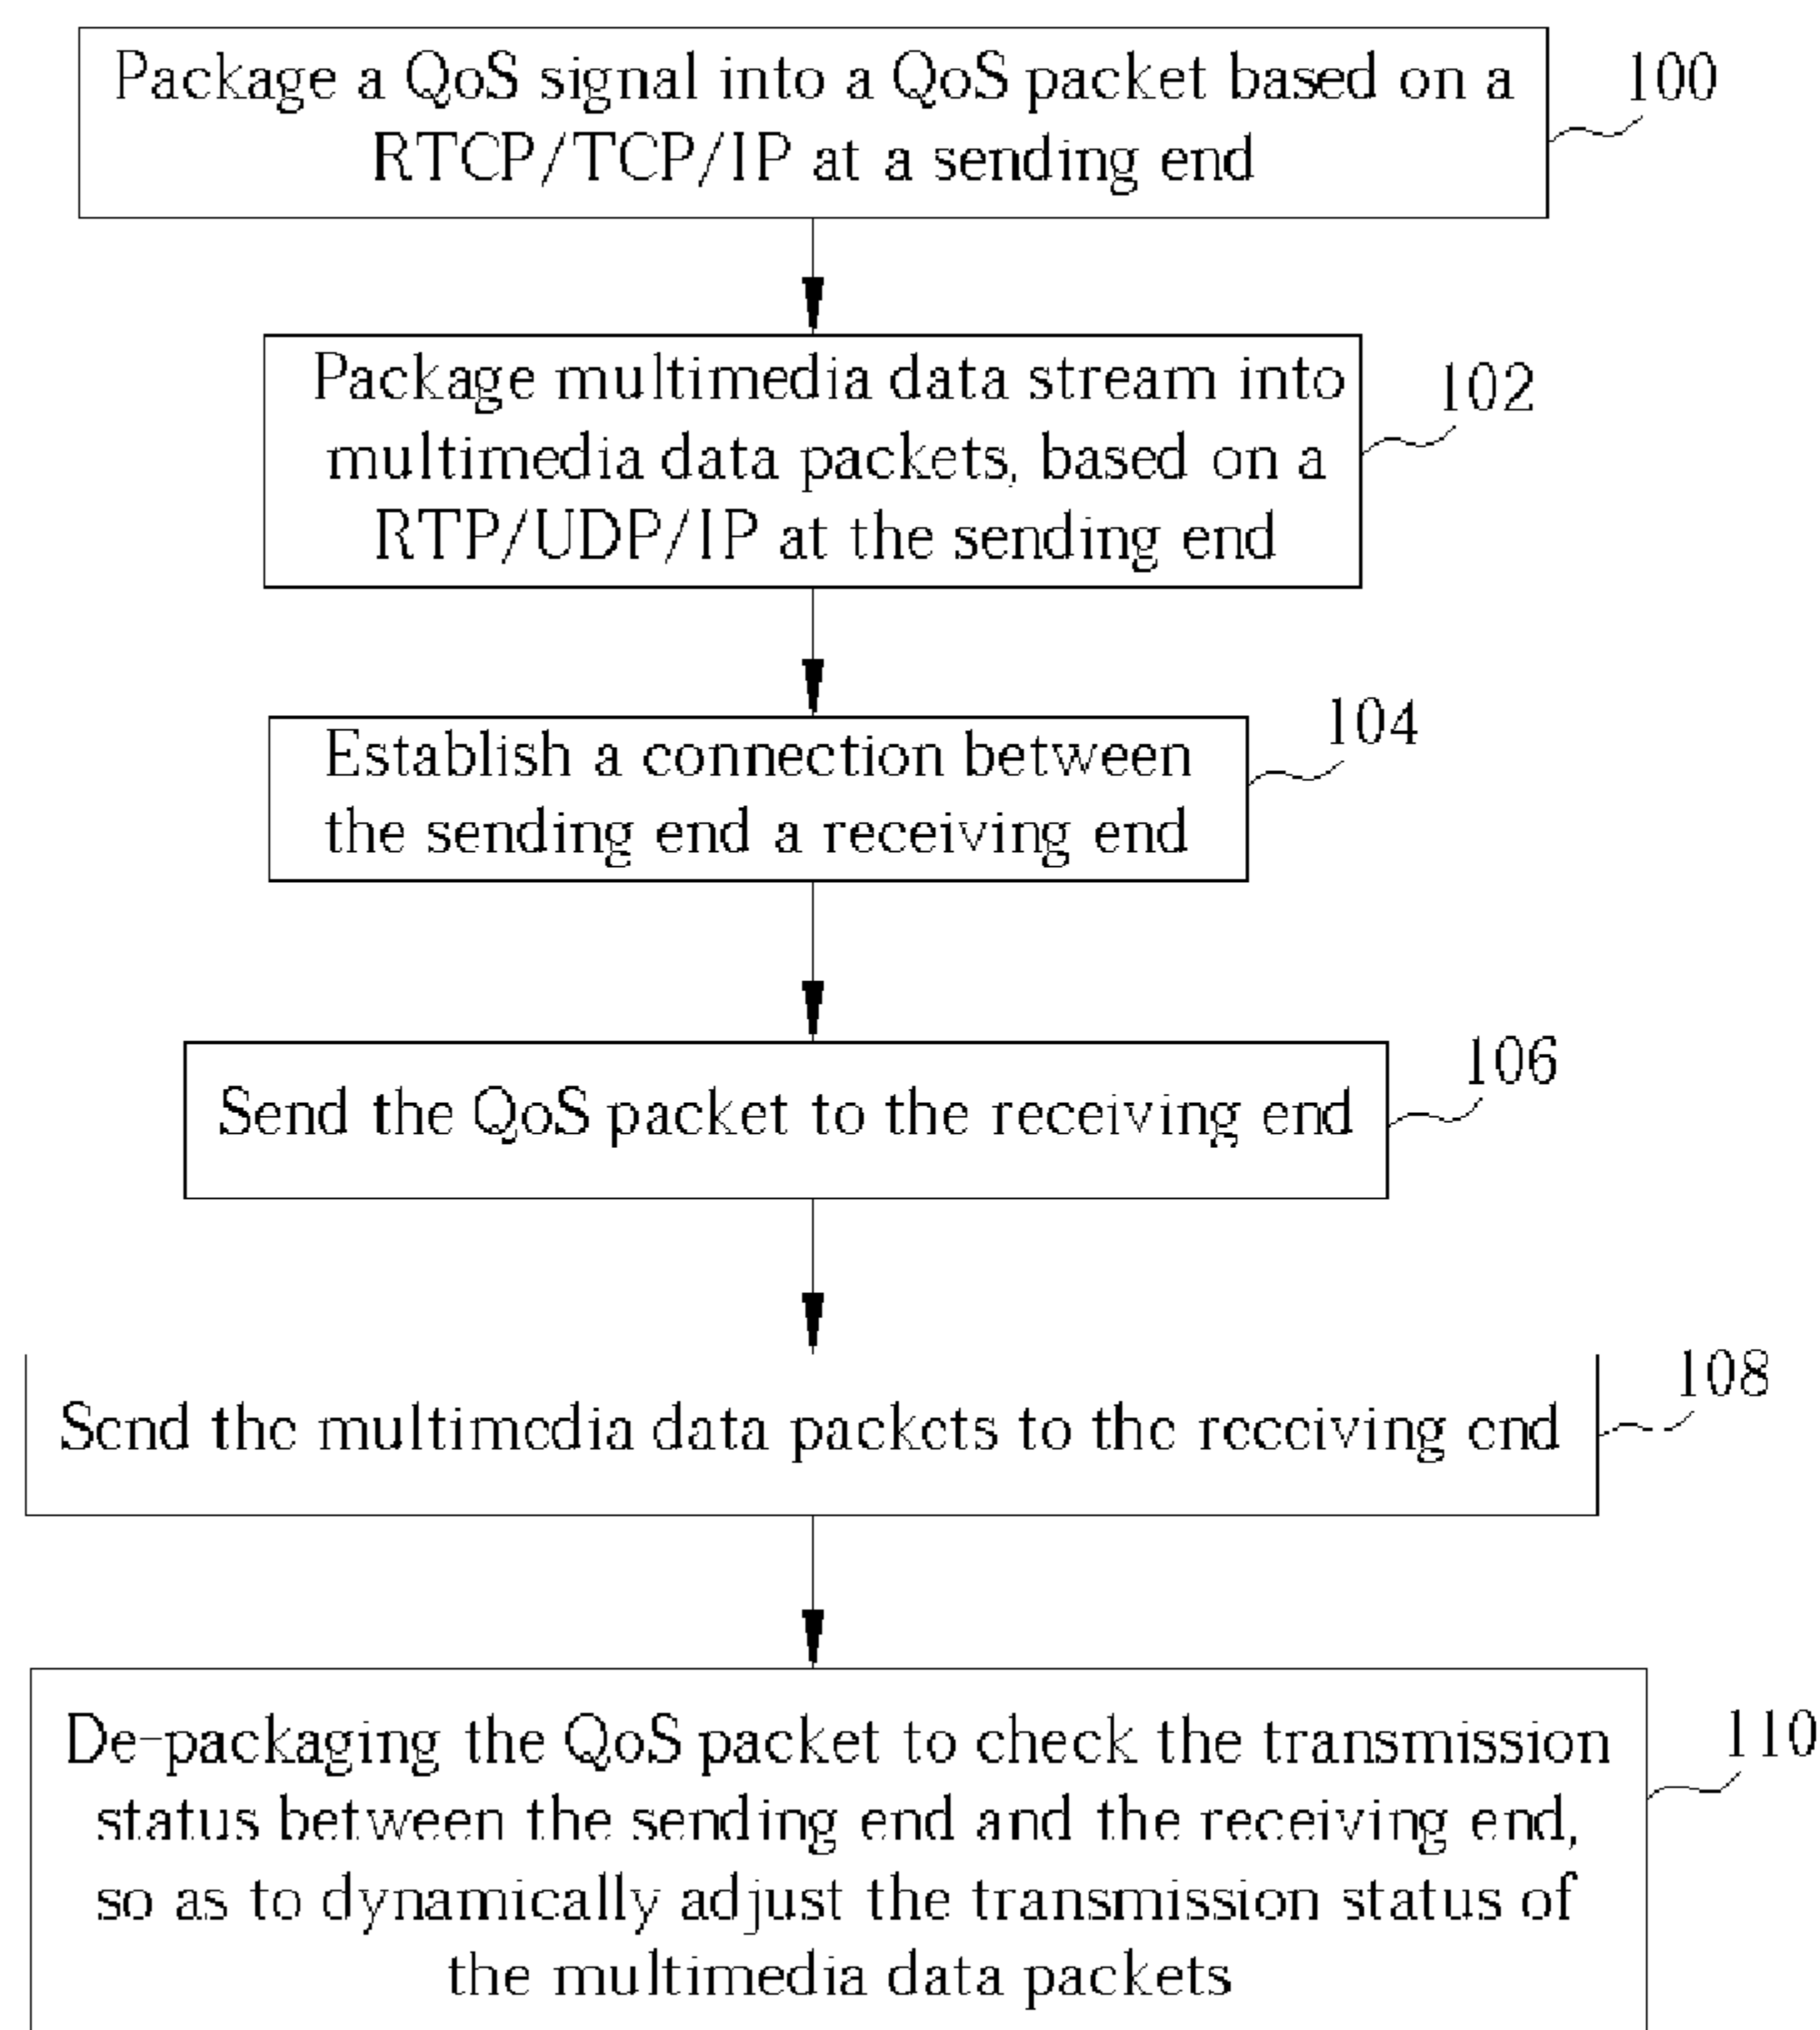 Package a QoS signal into a QoS packet based on a
RTCP/TCP/IP at a sending end
100
Package multimedia data stream into
multimedia data packets, based on a
RTP/UDP/IP at the sending end
102
Establish a connection between
the sending end a receiving end
104
Send the QoS packet to the receiving end
106
Send the multimedia data packets to the receiving end
108
De-packaging the QoS packet to check the transmission
status between the sending end and the receiving end,
so as to dynamically adjust the transmission status of
the multimedia data packets
110